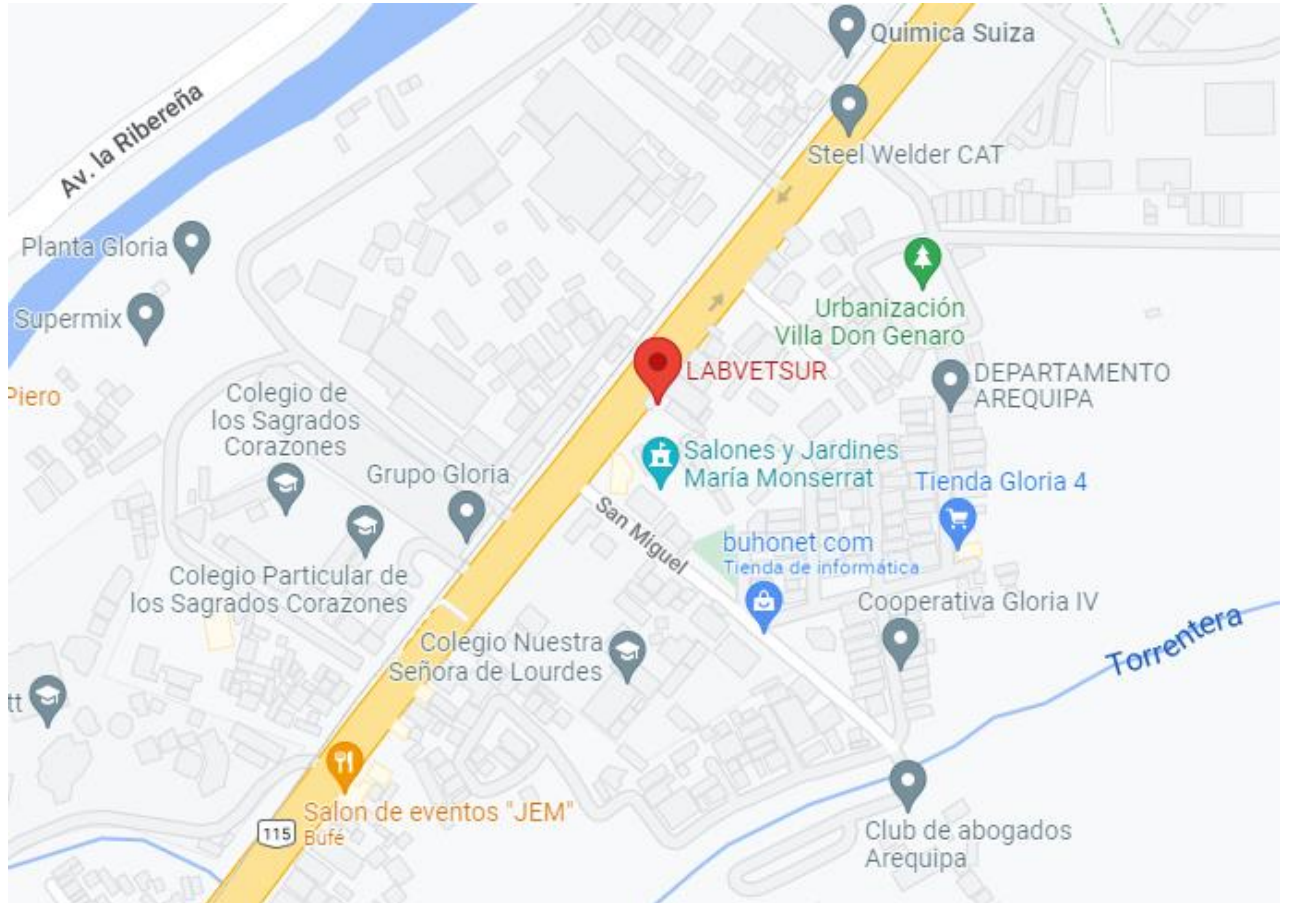 Quimica Suiza
Av. la Ribereña
Steel Welder CAT
Planta Gloria
Supermix
Urbanización
Villa Don Genaro
LABVETSUR
DEPARTAMENTO
AREQUIPA
Piero
Colegio de
los Sagrados
Corazones
Grupo Gloria
Salones y Jardines
María Monserrat
Tienda Gloria 4
San Miguel
buhonet com
Tienda de informática
Colegio Particular de
los Sagrados Corazones
Cooperativa Gloria IV
Colegio Nuestra
Señora de Lourdes
Torrentera
tt
Salon de eventos "JEM"
Bufé
115
Club de abogados
Arequipa